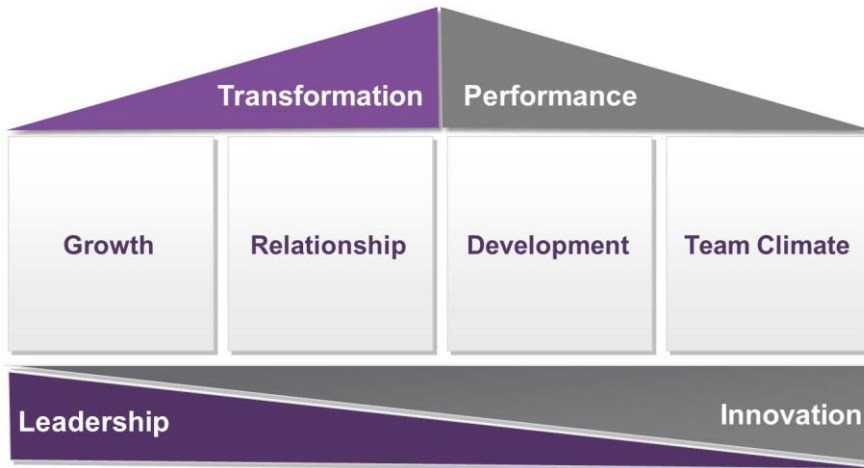 Transformation Performance
Growth Relationship Development Team Climate
Leadership
Innovation